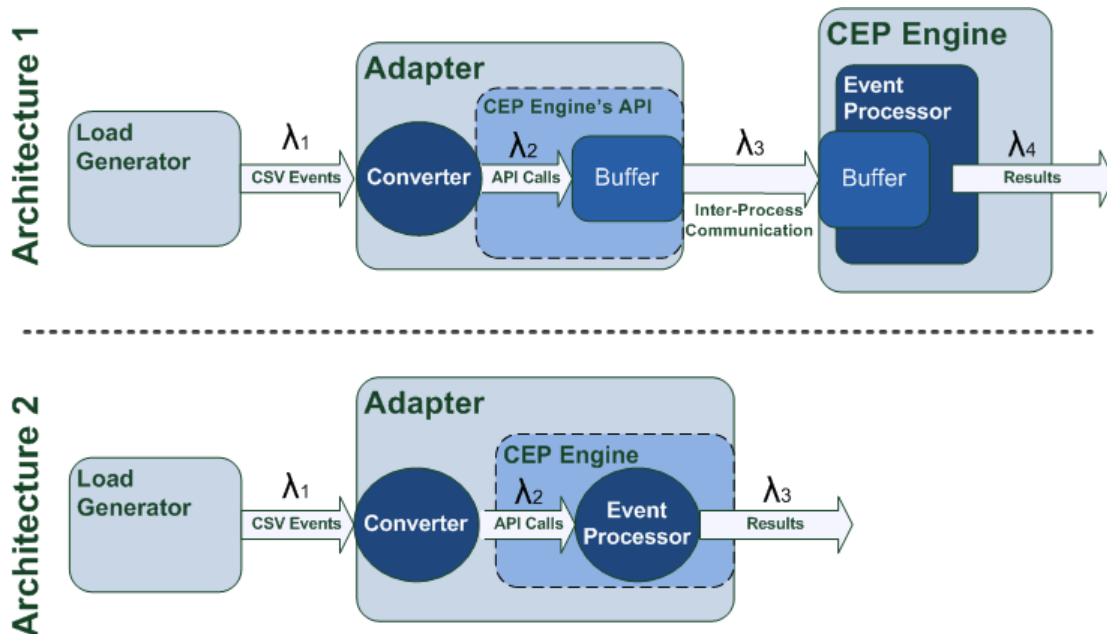 Architecture 1
Load
Generator
λ1
CSV Events
Adapter
Converter
CEP Engine's API
λ2
API Calls
Buffer
λ3
Inter-Process
Communication
CEP Engine
Event
Processor
Buffer
λ4
Results
Architecture 2
Load
Generator
λ1
CSV Events
Adapter
Converter
CEP Engine
λ2
API Calls
Event
Processor
λ3
Results